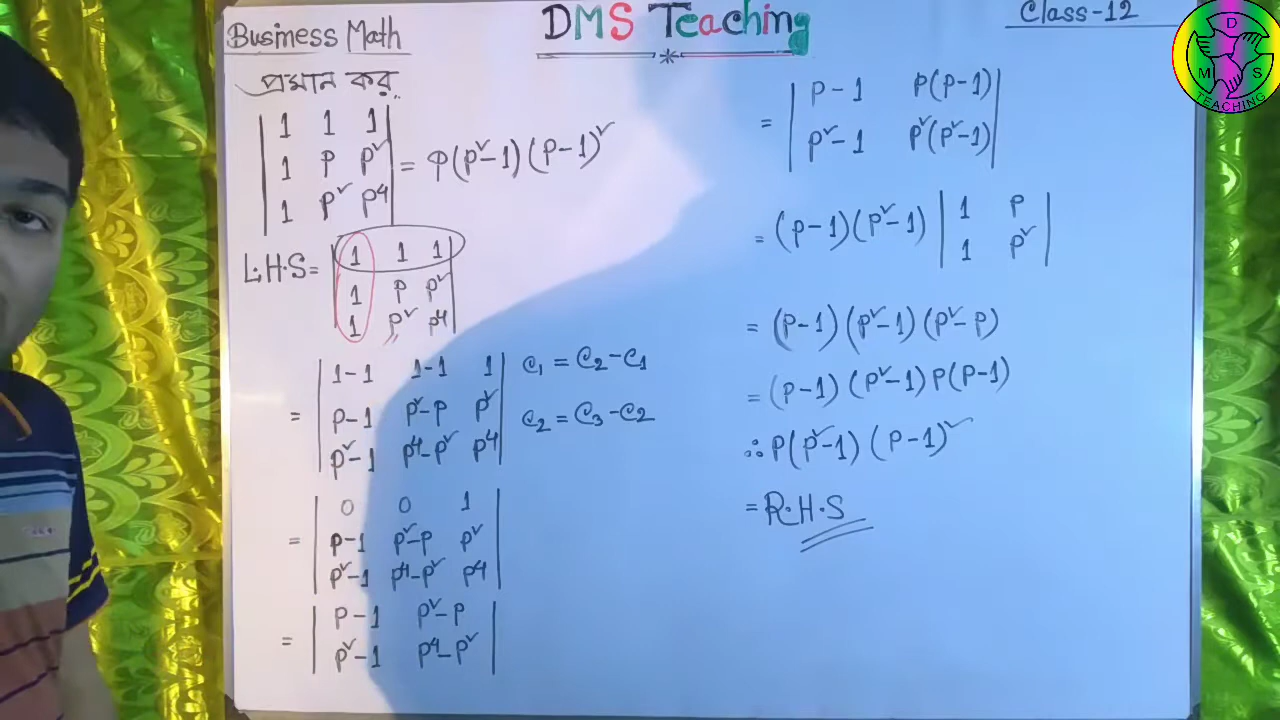 Business Math
DMS Teaching
Class-12
D M S TEACHING
প্রমান কর,
| 1 1 1 |
| 1 p p² | = p(p²-1)(p-1)²
| 1 p² p⁴ |
L.H.S = | 1 1 1 |
| 1 p p² |
| 1 p² p⁴ |
= | 1-1 1-1 1 | C₁ = C₂-C₁
| p-1 p²-p p² | C₂ = C₃-C₂
| p²-1 p⁴-p² p⁴ |
= | 0 0 1 |
| p-1 p²-p p² |
| p²-1 p⁴-p² p⁴ |
= | p-1 p²-p |
| p²-1 p⁴-p² |
= | p-1 p(p-1) |
| p²-1 p²(p²-1) |
= (p-1)(p²-1) | 1 p |
| 1 p² |
= (p-1)(p²-1)(p²-p)
= (p-1)(p²-1)p(p-1)
∴ p(p²-1)(p-1)²
= R.H.S